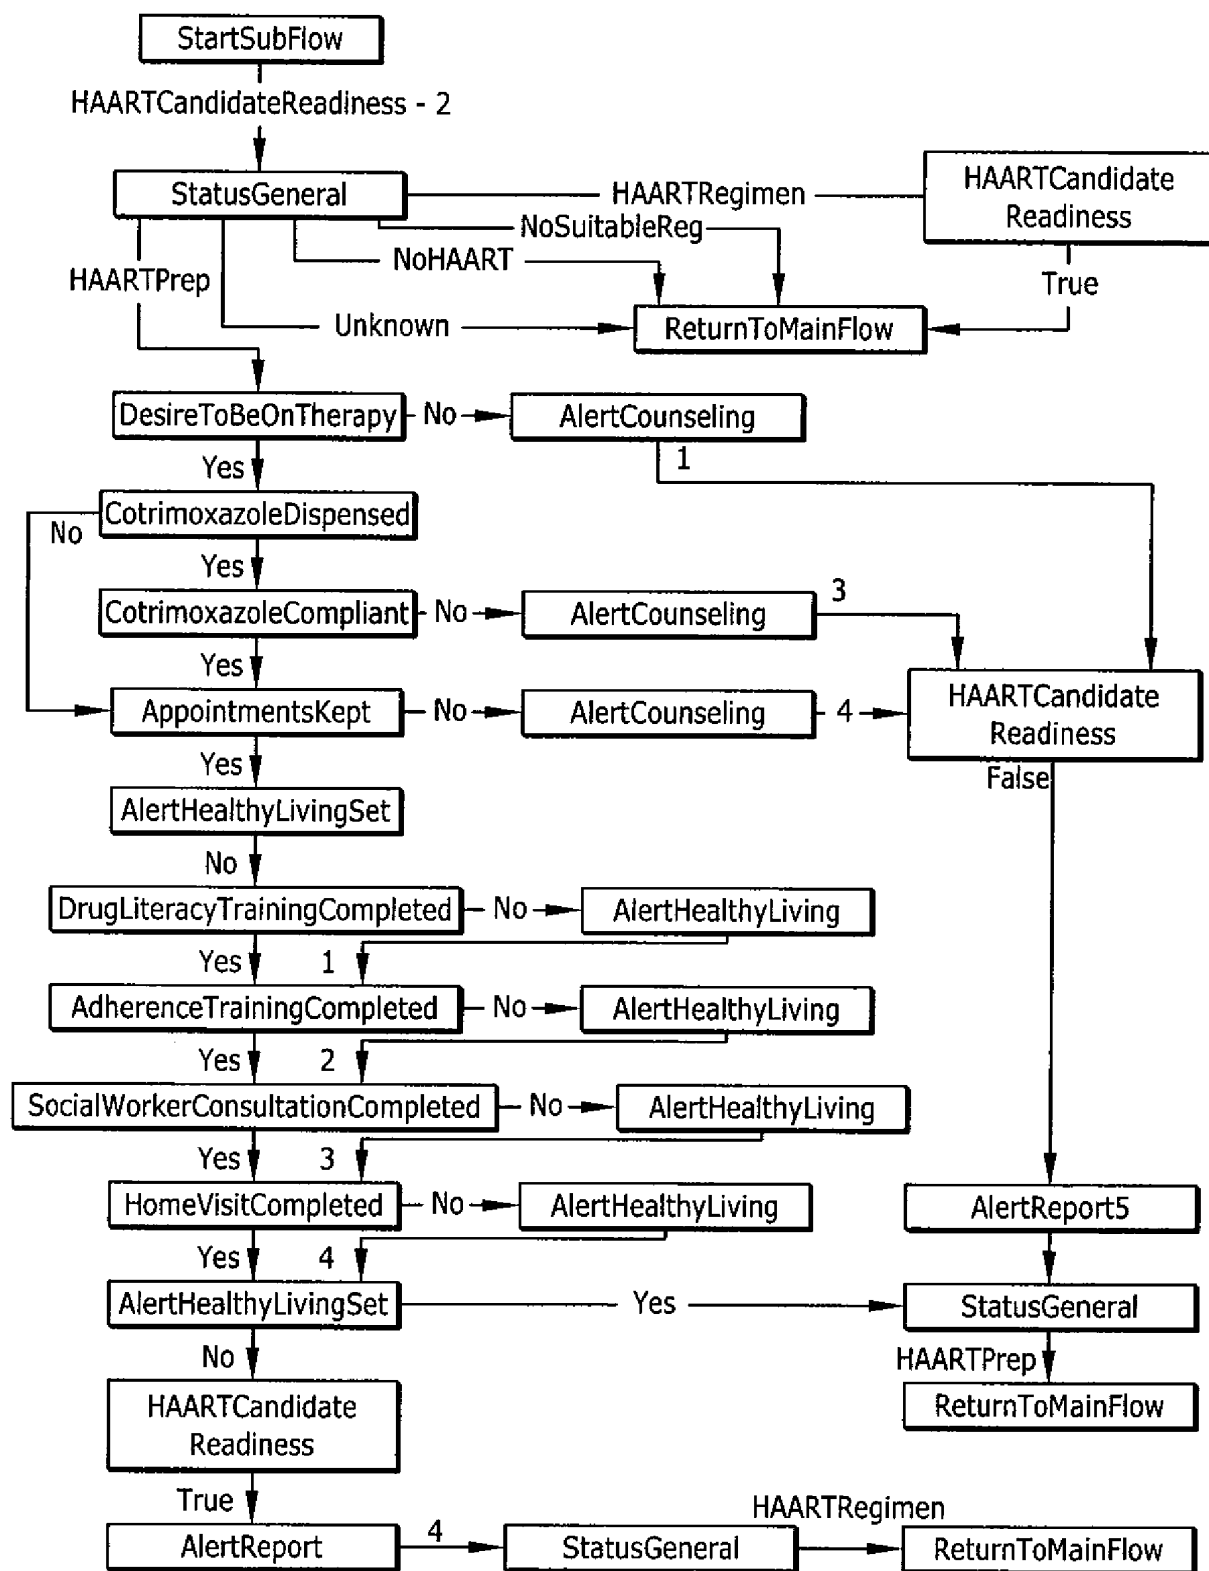 StartSubFlow
HAARTCandidateReadiness - 2
StatusGeneral
HAARTRegimen
HAARTCandidate
Readiness
NoSuitableReg
NoHAART
HAARTPrep
True
Unknown
ReturnToMainFlow
DesireToBeOnTherapy
No
AlertCounseling
Yes
1
CotrimoxazoleDispensed
No
Yes
CotrimoxazoleCompliant
No
AlertCounseling
3
Yes
AppointmentsKept
No
AlertCounseling
4
HAARTCandidate
Readiness
Yes
False
AlertHealthyLivingSet
No
DrugLiteracyTrainingCompleted
No
AlertHealthyLiving
Yes
1
AdherenceTrainingCompleted
No
AlertHealthyLiving
Yes
2
SocialWorkerConsultationCompleted
No
AlertHealthyLiving
Yes
3
HomeVisitCompleted
No
AlertHealthyLiving
AlertReport5
Yes
4
AlertHealthyLivingSet
Yes
StatusGeneral
No
HAARTPrep
HAARTCandidate
Readiness
ReturnToMainFlow
True
AlertReport
4
StatusGeneral
HAARTRegimen
ReturnToMainFlow